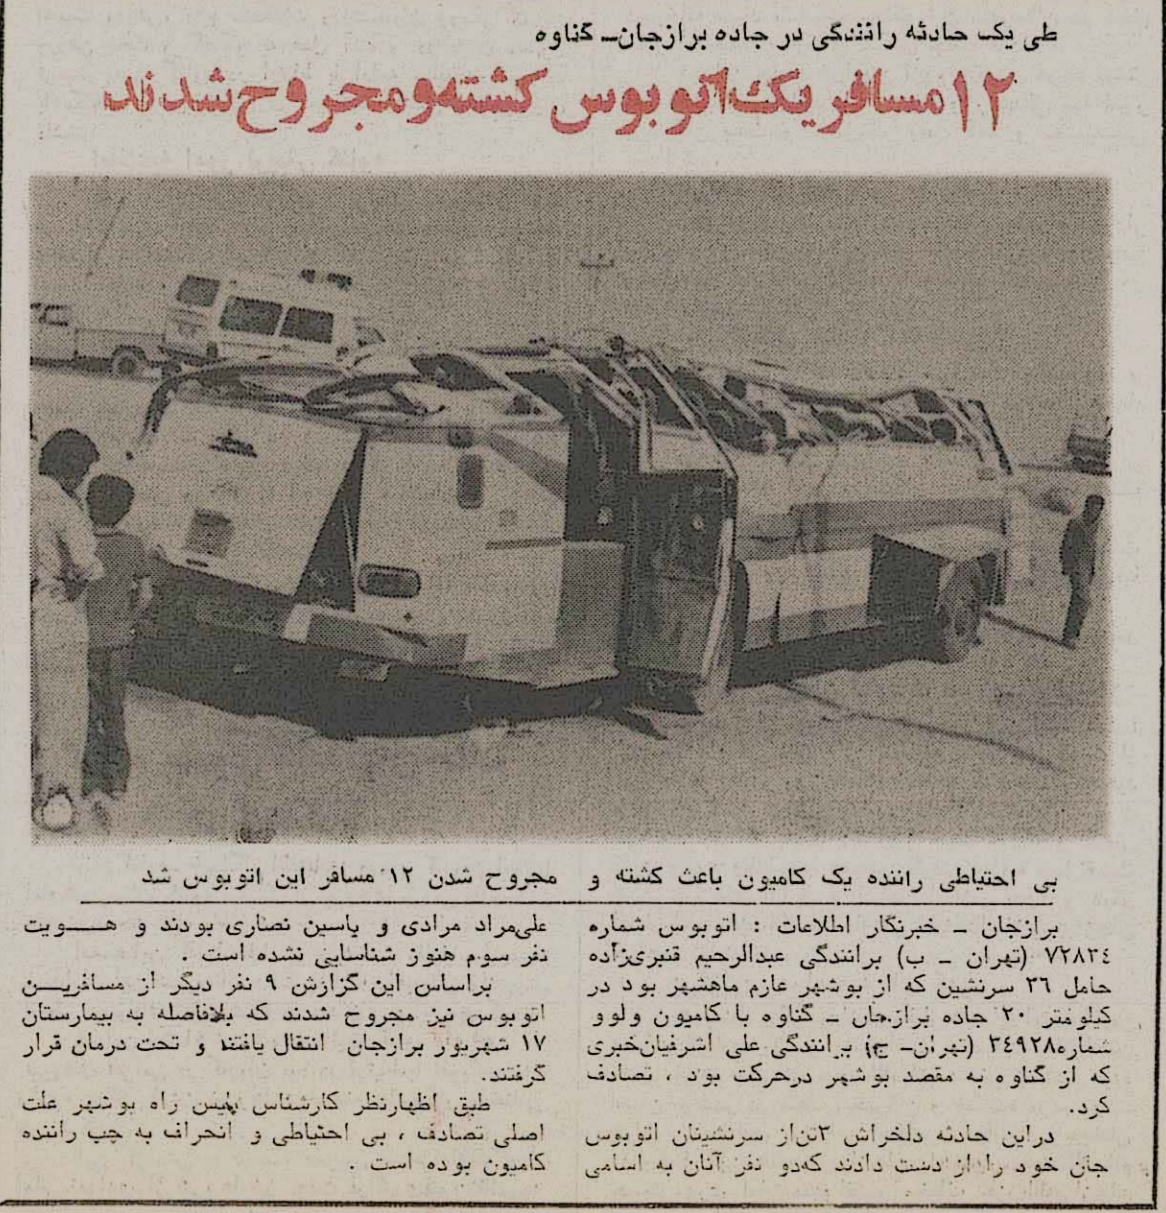 طی یک حادثه رانندگی در جاده برازجان- گناوه
۱۲ مسافر یک اتوبوس کشته و مجروح شدند
بی احتیاطی راننده یک کامیون باعث کشته و مجروح شدن ۱۲ مسافر این اتوبوس شد
برازجان - خبرنگار اطلاعات : اتوبوس شماره
۷۲۸۳٤ (تهران - ب) برانندگی عبدالرحیم قنبری‌زاده
حامل ۳٦ سرنشین که از بوشهر عازم ماهشهر بود در
کیلومتر ۲۰ جاده برازجان - گناوه با کامیون ولوو
شماره ۳٤۹۲۸ (تهران- ج) برانندگی علی اشرفیان‌خبری
که از گناوه به مقصد بوشهر درحرکت بود ، تصادف
کرد.
دراین حادثه دلخراش ۳تن‌از سرنشینان اتوبوس
جان خود را از دست دادند که‌دو نفر آنان به اسامی
علی‌مراد مرادی و یاسین نصاری بودند و هــویت
نفر سوم هنوز شناسایی نشده است .
براساس این گزارش ۹ نفر دیگر از مسافریــن
اتوبوس نیز مجروح شدند که بلافاصله به بیمارستان
۱۷ شهریور برازجان انتقال یافتند و تحت درمان قرار
گرفتند.
طبق اظهارنظر کارشناس پلیس راه بوشهر علت
اصلی تصادف ، بی احتیاطی و انحراف به چپ راننده
کامیون بوده است .